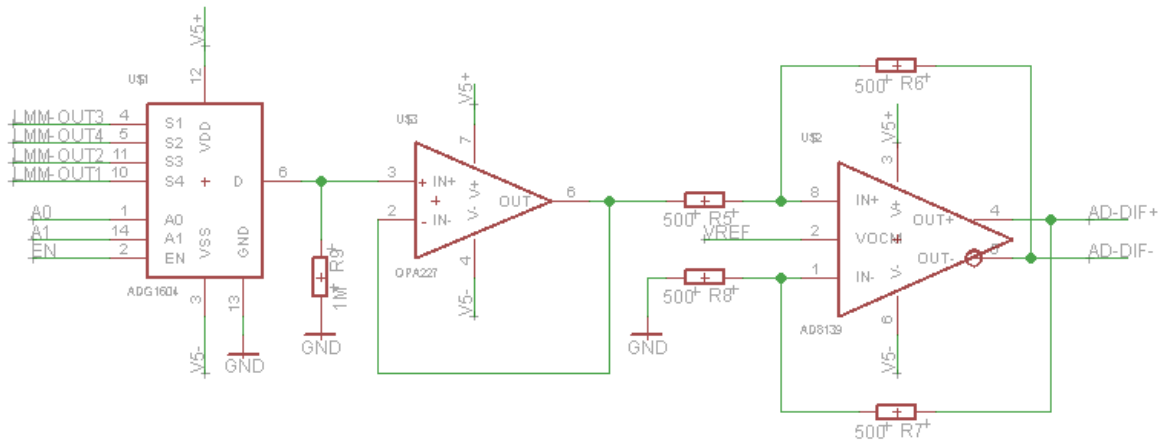 V5+
12
U$1
LMM-OUT3 4 S1
LMM-OUT4 5 S2
LMM-OUT2 11 S3
LMM-OUT1 10 S4
VDD
D 6
A0 1 A0
A1 14 A1
EN 2 EN
VSS
GND
ADG1604
3
13
V5-
GND
R9
1M
GND
V5+
U$3
7
3 IN+
2 IN-
V+
V-
OUT 6
4
OPA227
V5-
500 R5
VREF
500 R8
GND
500 R6
V5+
U$2
3
8 IN+
2 VOCM
1 IN-
V+
V-
OUT+ 4
OUT-
AD8139
6
V5-
AD-DIF+
AD-DIF-
500 R7